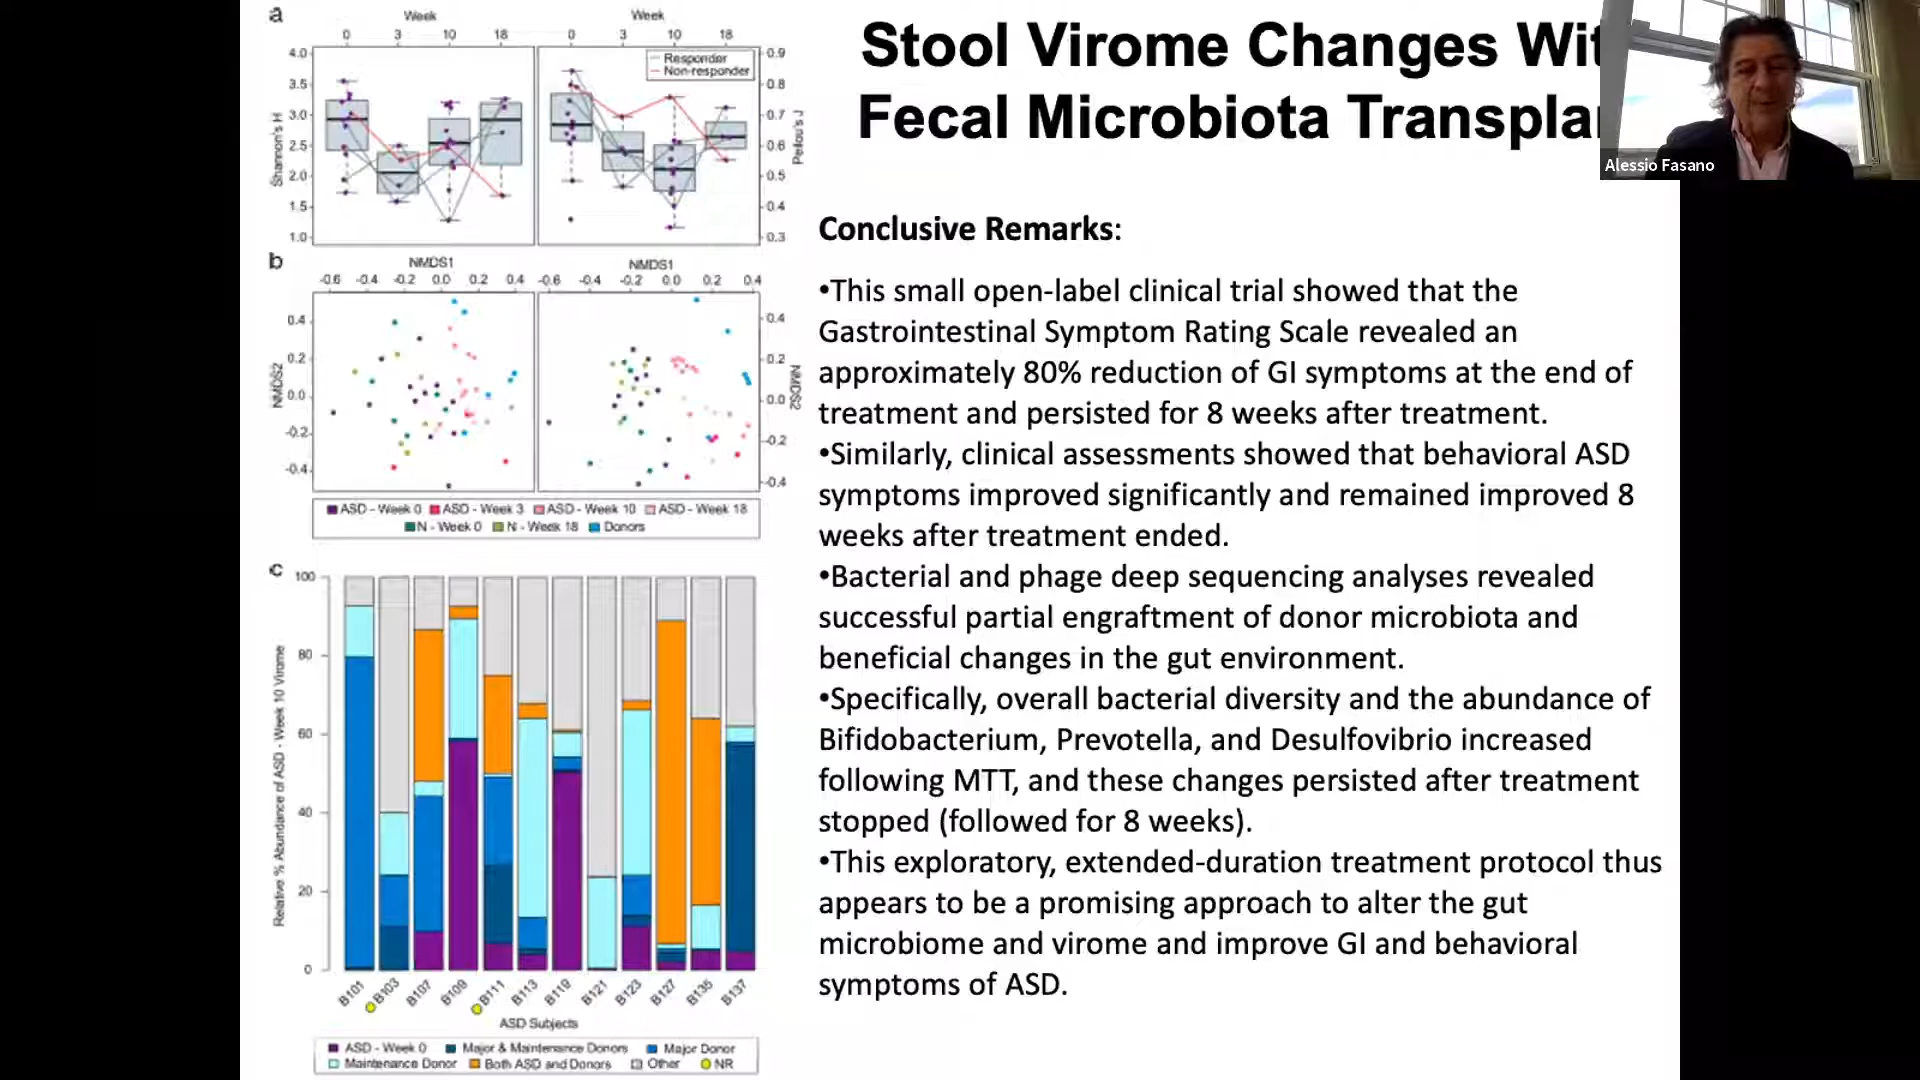 Stool Virome Changes Wit
Fecal Microbiota Transpla
Alessio Fasano
a
Week
Week
0 3 10 18
0 3 10 18
4.0
3.5
3.0
2.5
2.0
1.5
1.0
Shannon's H
0.9
0.8
0.7
0.6
0.5
0.4
0.3
Pielou's J
Responder
Non-responder
b
NMDS1
NMDS1
-0.6 -0.4 -0.2 0.0 0.2 0.4
-0.6 -0.4 -0.2 0.0 0.2 0.4
0.4
0.2
0.0
-0.2
-0.4
NMDS2
0.4
0.2
0.0
-0.2
-0.4
NMDS2
ASD - Week 0 ASD - Week 3 ASD - Week 10 ASD - Week 18
N - Week 0 N - Week 18 Donors
c
100
80
60
40
20
0
Relative % Abundance of ASD - Week 10 Virome
B101 B103 B107 B109 B111 B113 B119 B121 B123 B127 B135 B137
ASD Subjects
ASD - Week 0 Major & Maintenance Donors Major Donor
Maintenance Donor Both ASD and Donors Other NR
Conclusive Remarks:
•This small open-label clinical trial showed that the
Gastrointestinal Symptom Rating Scale revealed an
approximately 80% reduction of GI symptoms at the end of
treatment and persisted for 8 weeks after treatment.
•Similarly, clinical assessments showed that behavioral ASD
symptoms improved significantly and remained improved 8
weeks after treatment ended.
•Bacterial and phage deep sequencing analyses revealed
successful partial engraftment of donor microbiota and
beneficial changes in the gut environment.
•Specifically, overall bacterial diversity and the abundance of
Bifidobacterium, Prevotella, and Desulfovibrio increased
following MTT, and these changes persisted after treatment
stopped (followed for 8 weeks).
•This exploratory, extended-duration treatment protocol thus
appears to be a promising approach to alter the gut
microbiome and virome and improve GI and behavioral
symptoms of ASD.